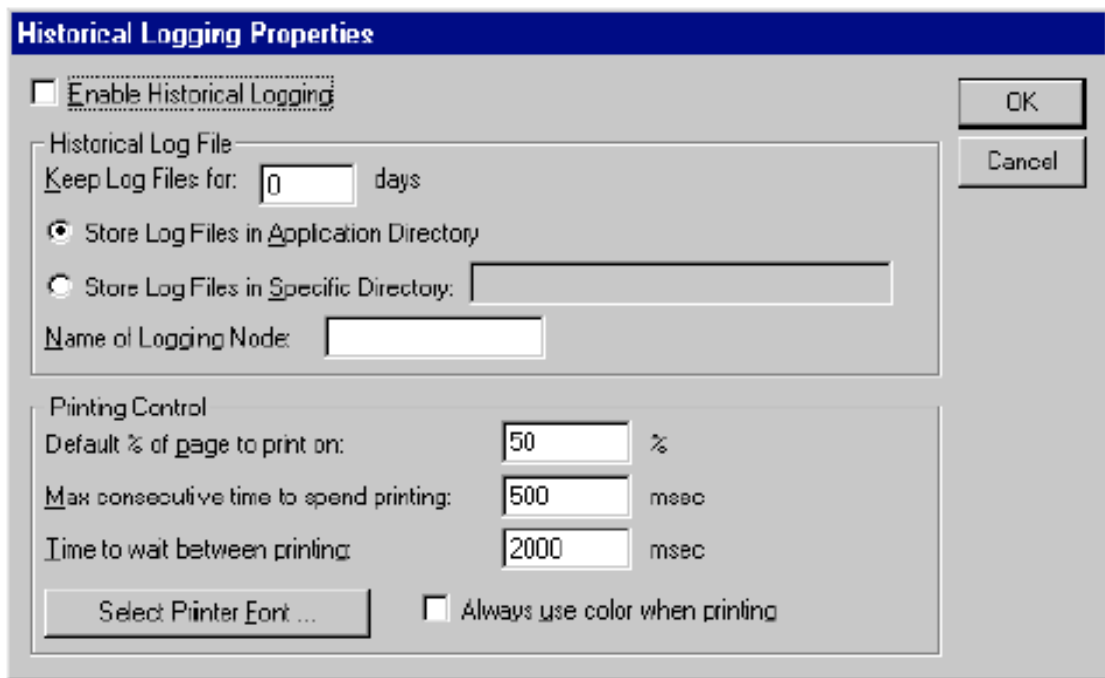 Historical Logging Properties
Enable Historical Logging
OK
Cancel
Historical Log File
Keep Log Files for: 0 days
Store Log Files in Application Directory
Store Log Files in Specific Directory:
Name of Logging Node:
Printing Control
Default % of page to print on: 50 %
Max consecutive time to spend printing: 500 msec
Time to wait between printing: 2000 msec
Select Printer Font ... Always use color when printing